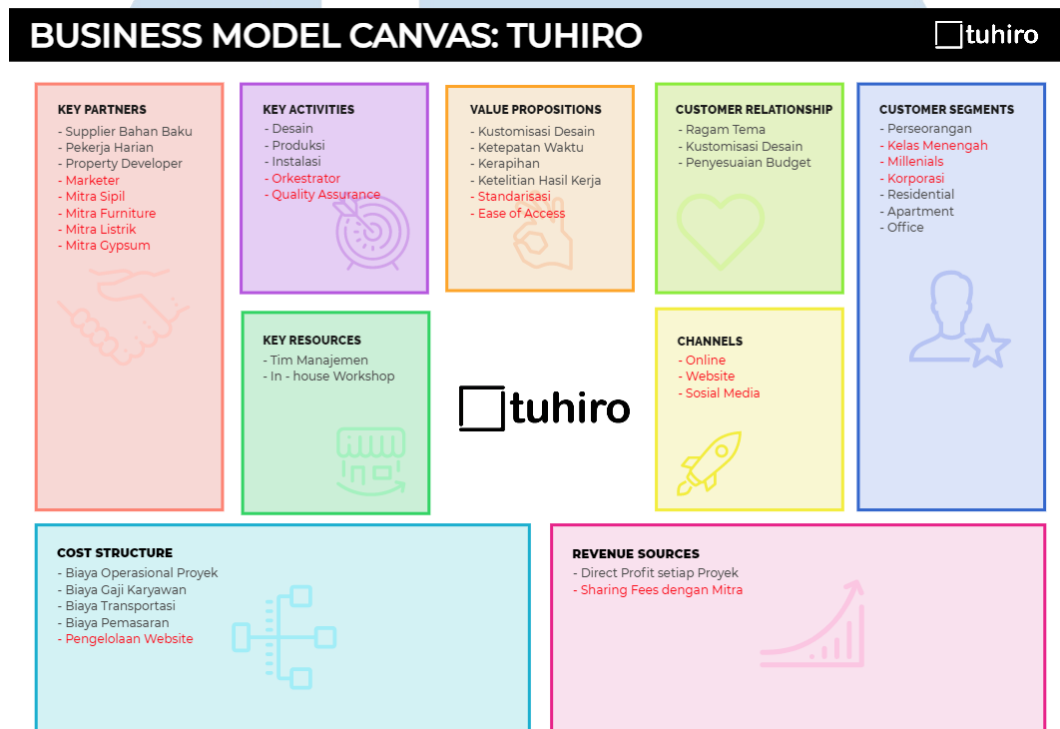 BUSINESS MODEL CANVAS: TUHIRO
tuhiro
KEY PARTNERS
- Supplier Bahan Baku
- Pekerja Harian
- Property Developer
- Marketer
- Mitra Sipil
- Mitra Furniture
- Mitra Listrik
- Mitra Gypsum
KEY ACTIVITIES
- Desain
- Produksi
- Instalasi
- Orkestrator
- Quality Assurance
KEY RESOURCES
- Tim Manajemen
- In - house Workshop
VALUE PROPOSITIONS
- Kustomisasi Desain
- Ketepatan Waktu
- Kerapihan
- Ketelitian Hasil Kerja
- Standarisasi
- Ease of Access
tuhiro
CUSTOMER RELATIONSHIP
- Ragam Tema
- Kustomisasi Desain
- Penyesuaian Budget
CHANNELS
- Online
- Website
- Sosial Media
CUSTOMER SEGMENTS
- Perseorangan
- Kelas Menengah
- Millenials
- Korporasi
- Residential
- Apartment
- Office
COST STRUCTURE
- Biaya Operasional Proyek
- Biaya Gaji Karyawan
- Biaya Transportasi
- Biaya Pemasaran
- Pengelolaan Website
REVENUE SOURCES
- Direct Profit setiap Proyek
- Sharing Fees dengan Mitra